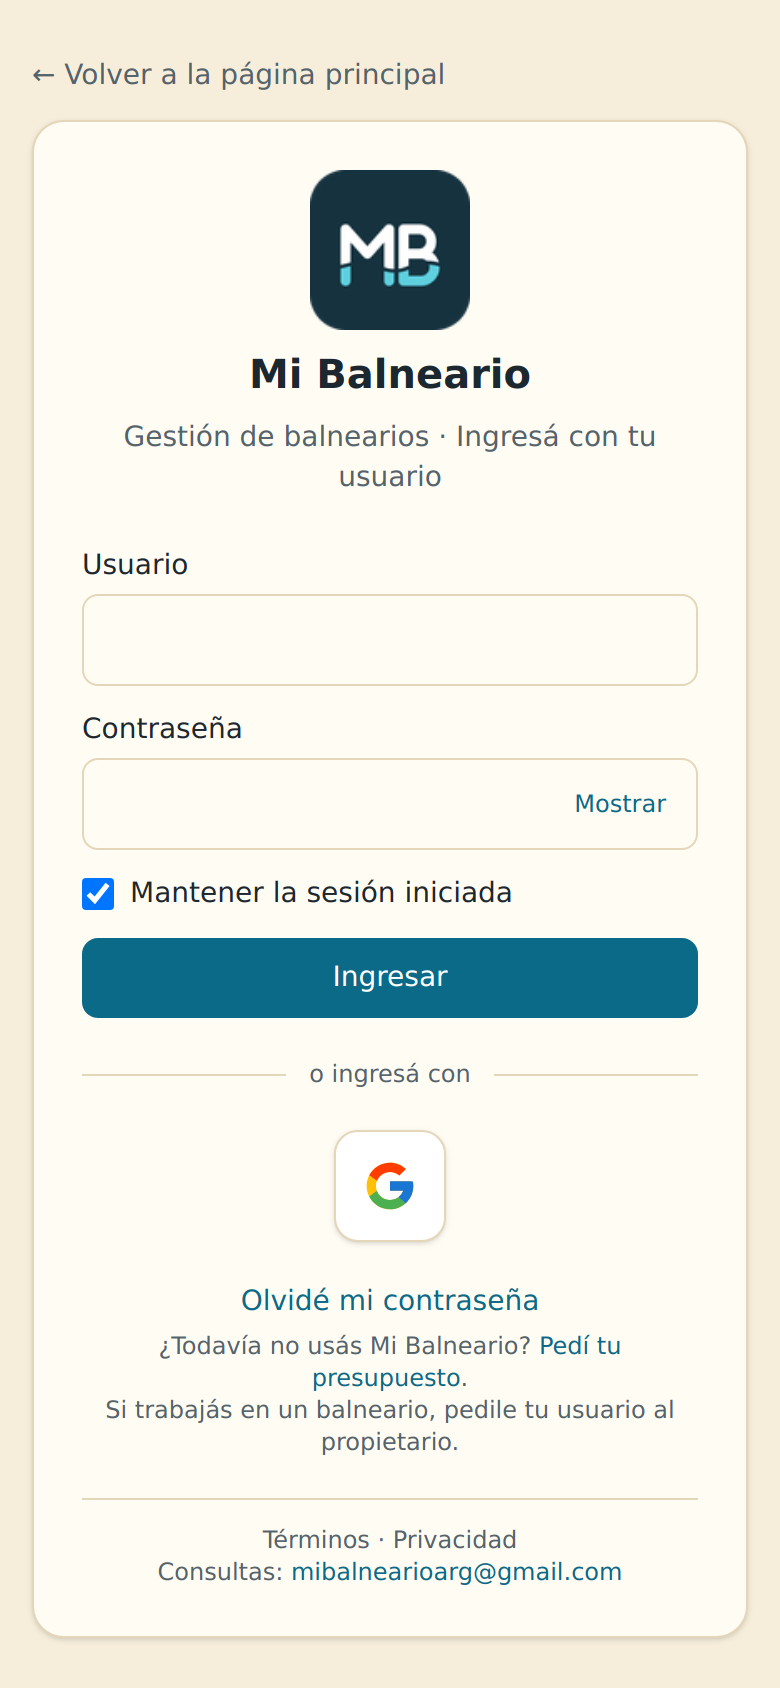 ← Volver a la página principal
MB
Mi Balneario
Gestión de balnearios · Ingresá con tu
usuario
Usuario
Contraseña
Mostrar
Mantener la sesión iniciada
Ingresar
o ingresá con
G
Olvidé mi contraseña
¿Todavía no usás Mi Balneario? Pedí tu
presupuesto.
Si trabajás en un balneario, pedile tu usuario al
propietario.
Términos · Privacidad
Consultas: mibalnearioarg@gmail.com